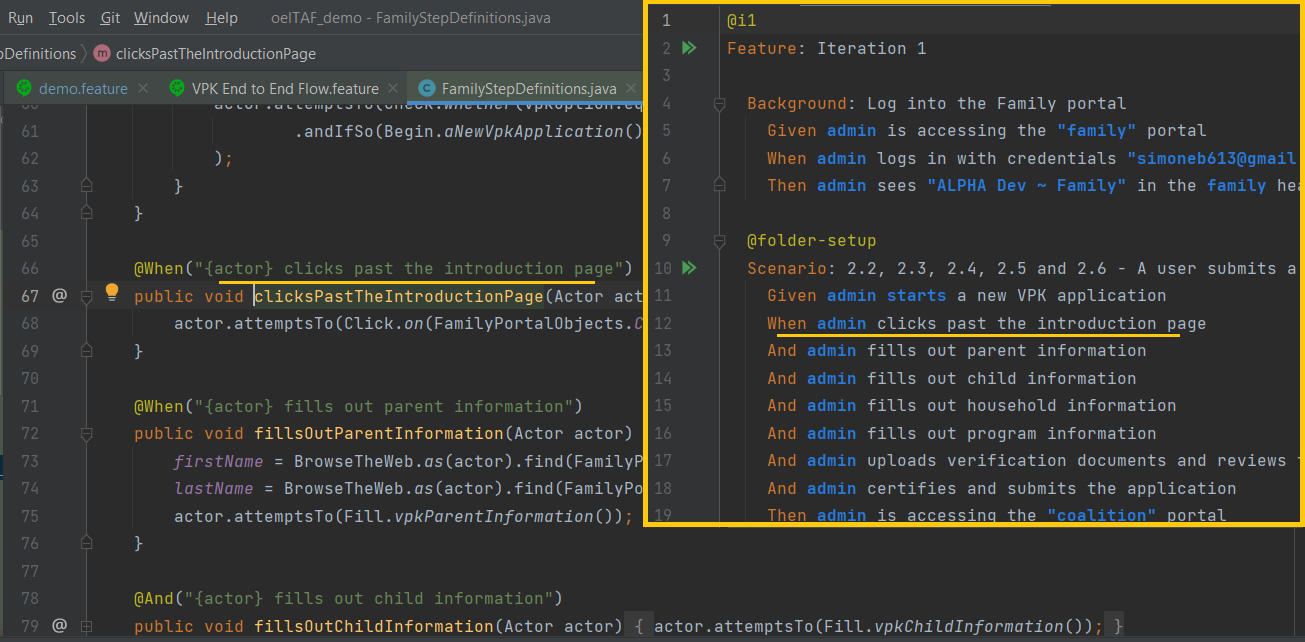 Run Tools Git Window Help oelTAF_demo - FamilyStepDefinitions.java
Definitions m clicksPastTheIntroductionPage
demo.feature VPK End to End Flow.feature C FamilyStepDefinitions.java
61 .andIfSo(Begin.aNewVpkApplication()
62 );
63 }
64 }
65
66 @When("{actor} clicks past the introduction page")
67 @ public void clicksPastTheIntroductionPage(Actor act
68 actor.attemptsTo(Click.on(FamilyPortalObjects.C
69 }
70
71 @When("{actor} fills out parent information")
72 public void fillsOutParentInformation(Actor actor)
73 firstName = BrowseTheWeb.as(actor).find(FamilyP
74 lastName = BrowseTheWeb.as(actor).find(FamilyPo
75 actor.attemptsTo(Fill.vpkParentInformation());
76 }
77
78 @And("{actor} fills out child information")
79 @ public void fillsOutChildInformation(Actor actor) { actor.attemptsTo(Fill.vpkChildInformation()); }
1 @i1
2 Feature: Iteration 1
3
4 Background: Log into the Family portal
5 Given admin is accessing the "family" portal
6 When admin logs in with credentials "simoneb613@gmail
7 Then admin sees "ALPHA Dev ~ Family" in the family hea
8
9 @folder-setup
10 Scenario: 2.2, 2.3, 2.4, 2.5 and 2.6 - A user submits a
11 Given admin starts a new VPK application
12 When admin clicks past the introduction page
13 And admin fills out parent information
14 And admin fills out child information
15 And admin fills out household information
16 And admin fills out program information
17 And admin uploads verification documents and reviews
18 And admin certifies and submits the application
19 Then admin is accessing the "coalition" portal